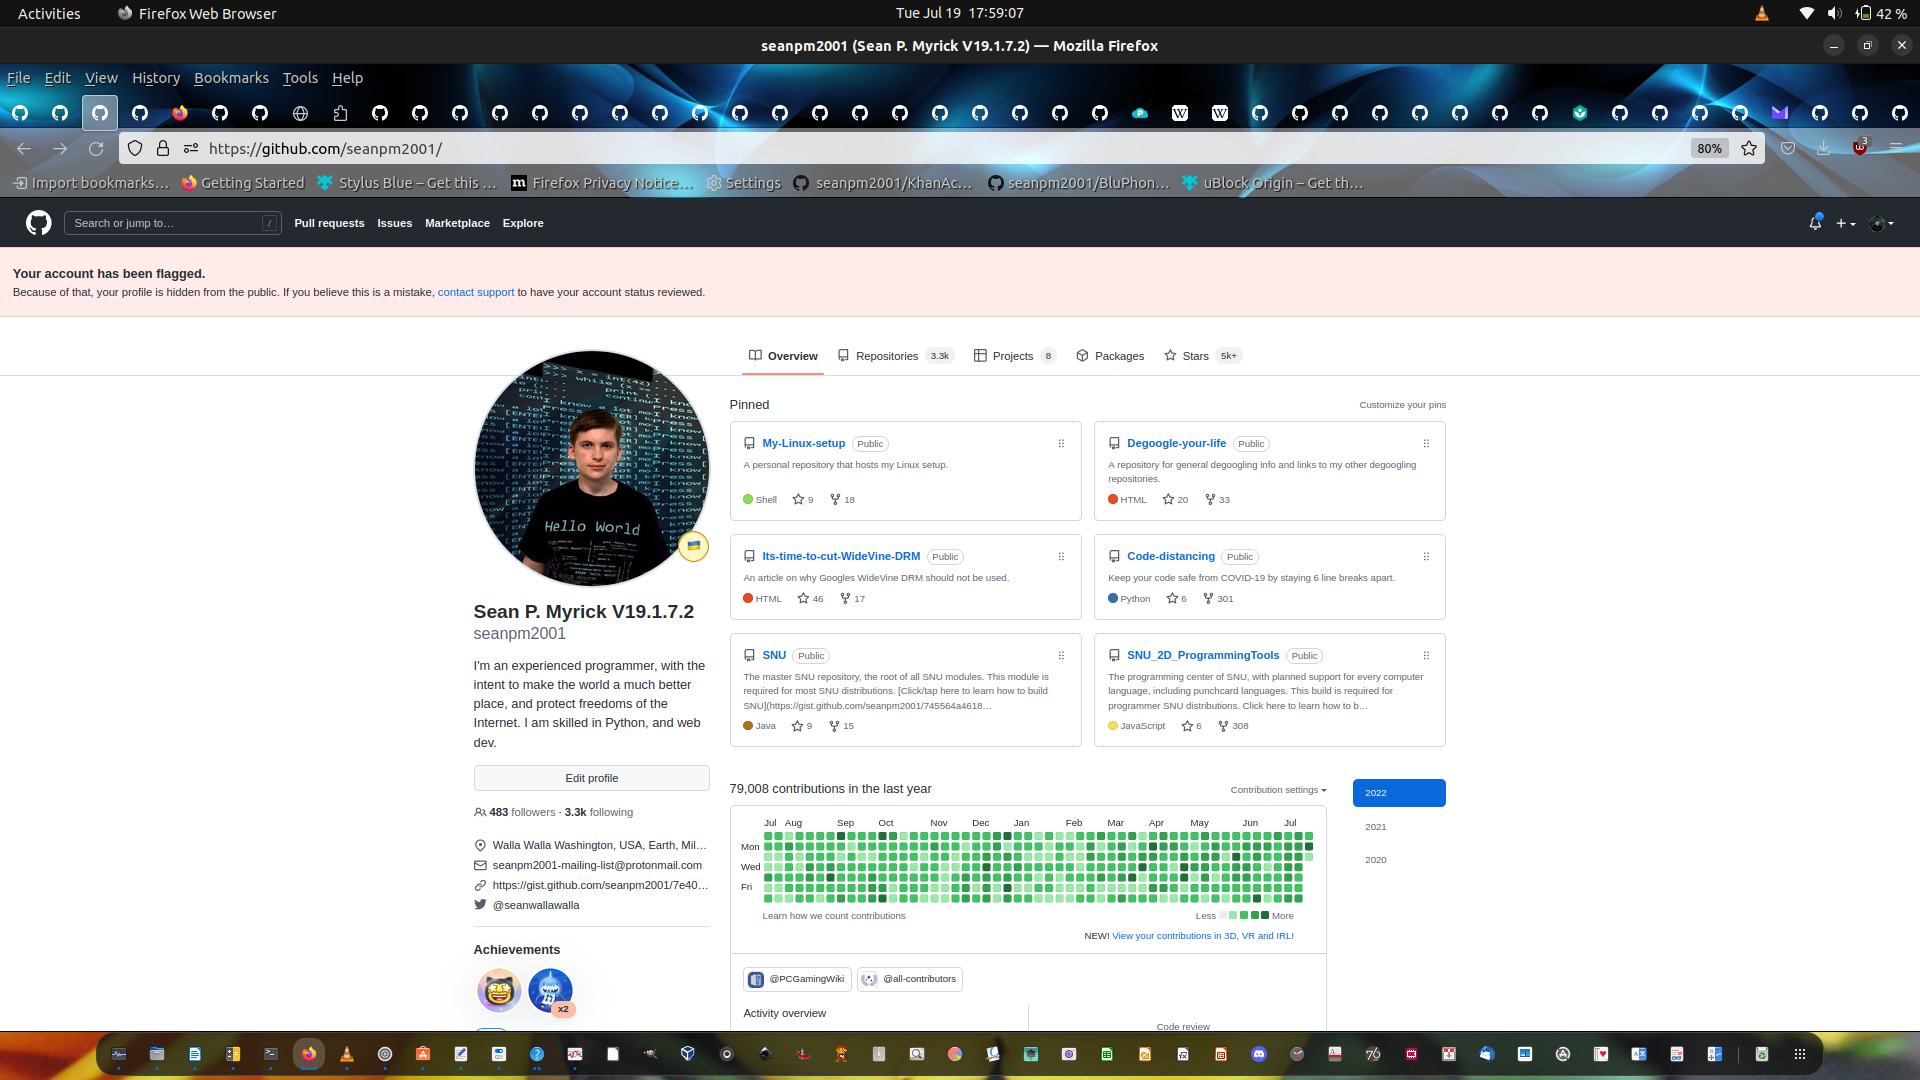 Activities
Firefox Web Browser
Tue Jul 19 17:59:07
42 %
seanpm2001 (Sean P. Myrick V19.1.7.2) — Mozilla Firefox
File Edit View History Bookmarks Tools Help
https://github.com/seanpm2001/
80%
3
Import bookmarks…
Getting Started
Stylus Blue – Get this …
Firefox Privacy Notice…
Settings
seanpm2001/KhanAc…
seanpm2001/BluPhon…
uBlock Origin – Get th…
Search or jump to…
/
Pull requests Issues Marketplace Explore
Your account has been flagged.
Because of that, your profile is hidden from the public. If you believe this is a mistake, contact support to have your account status reviewed.
Overview
Repositories 3.3k
Projects 8
Packages
Stars 5k+
Hello World
Sean P. Myrick V19.1.7.2
seanpm2001
I'm an experienced programmer, with the
intent to make the world a much better
place, and protect freedoms of the
Internet. I am skilled in Python, and web
dev.
Edit profile
483 followers · 3.3k following
Walla Walla Washington, USA, Earth, Mil…
seanpm2001-mailing-list@protonmail.com
https://gist.github.com/seanpm2001/7e40…
@seanwallawalla
Achievements
x2
Pinned
Customize your pins
My-Linux-setup Public
A personal repository that hosts my Linux setup.
Shell 9 18
Degoogle-your-life Public
A repository for general degoogling info and links to my other degoogling
repositories.
HTML 20 33
Its-time-to-cut-WideVine-DRM Public
An article on why Googles WideVine DRM should not be used.
HTML 46 17
Code-distancing Public
Keep your code safe from COVID-19 by staying 6 line breaks apart.
Python 6 301
SNU Public
The master SNU repository, the root of all SNU modules. This module is
required for most SNU distributions. [Click/tap here to learn how to build
SNU](https://gist.github.com/seanpm2001/745564a4618…
Java 9 15
SNU_2D_ProgrammingTools Public
The programming center of SNU, with planned support for every computer
language, including punchcard languages. This build is required for
programmer SNU distributions. Click here to learn how to b…
JavaScript 6 308
79,008 contributions in the last year
Contribution settings
2022
2021
2020
Jul Aug Sep Oct Nov Dec Jan Feb Mar Apr May Jun Jul
Mon
Wed
Fri
Learn how we count contributions
Less More
NEW! View your contributions in 3D, VR and IRL!
@PCGamingWiki
@all-contributors
Activity overview
Code review